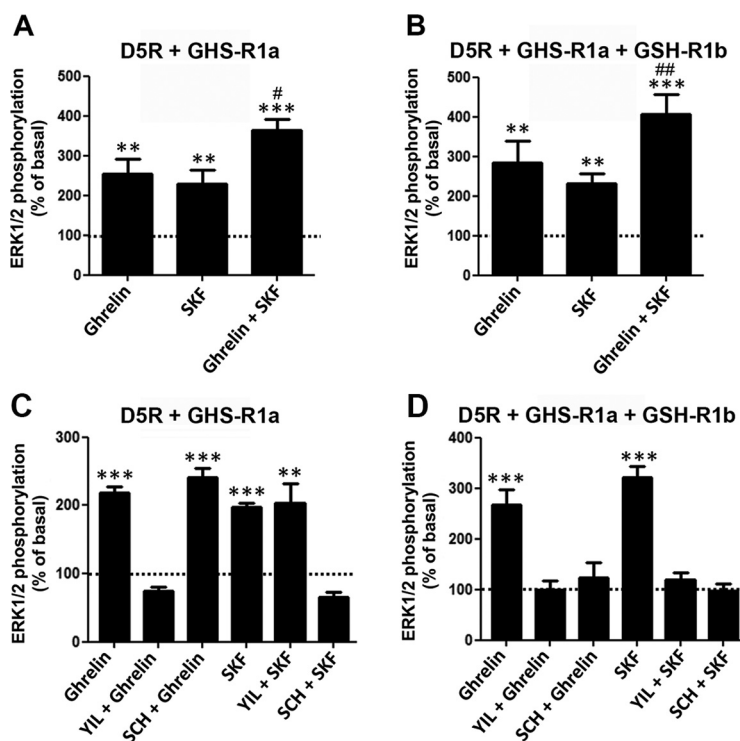 A
D5R + GHS-R1a
ERK1/2 phosphorylation
(% of basal)
500
400
300
200
100
0
**
**
#
***
Ghrelin
SKF
Ghrelin + SKF
B
D5R + GHS-R1a + GSH-R1b
ERK1/2 phosphorylation
(% of basal)
500
400
300
200
100
0
**
**
##
***
Ghrelin
SKF
Ghrelin + SKF
C
D5R + GHS-R1a
ERK1/2 phosphorylation
(% of basal)
300
200
100
0
***
***
***
**
Ghrelin
YIL + Ghrelin
SCH + Ghrelin
SKF
YIL + SKF
SCH + SKF
D
D5R + GHS-R1a + GSH-R1b
ERK1/2 phosphorylation
(% of basal)
400
300
200
100
0
***
***
Ghrelin
YIL + Ghrelin
SCH + Ghrelin
SKF
YIL + SKF
SCH + SKF